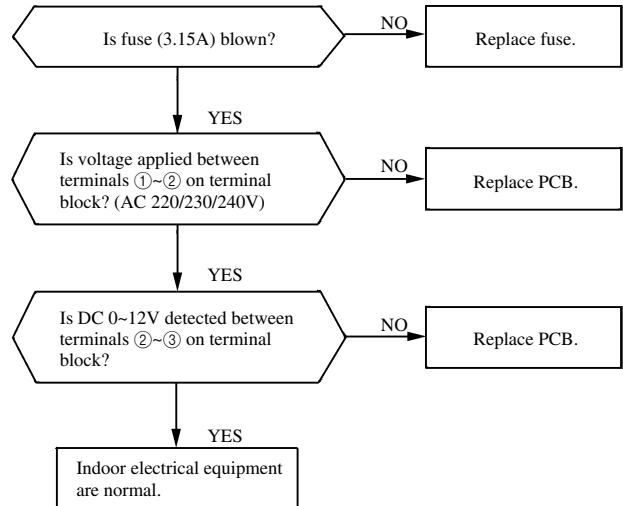 Is fuse (3.15A) blown?
NO
Replace fuse.
YES
Is voltage applied between
terminals ①~② on terminal
block? (AC 220/230/240V)
NO
Replace PCB.
YES
Is DC 0~12V detected between
terminals ②~③ on terminal
block?
NO
Replace PCB.
YES
Indoor electrical equipment
are normal.